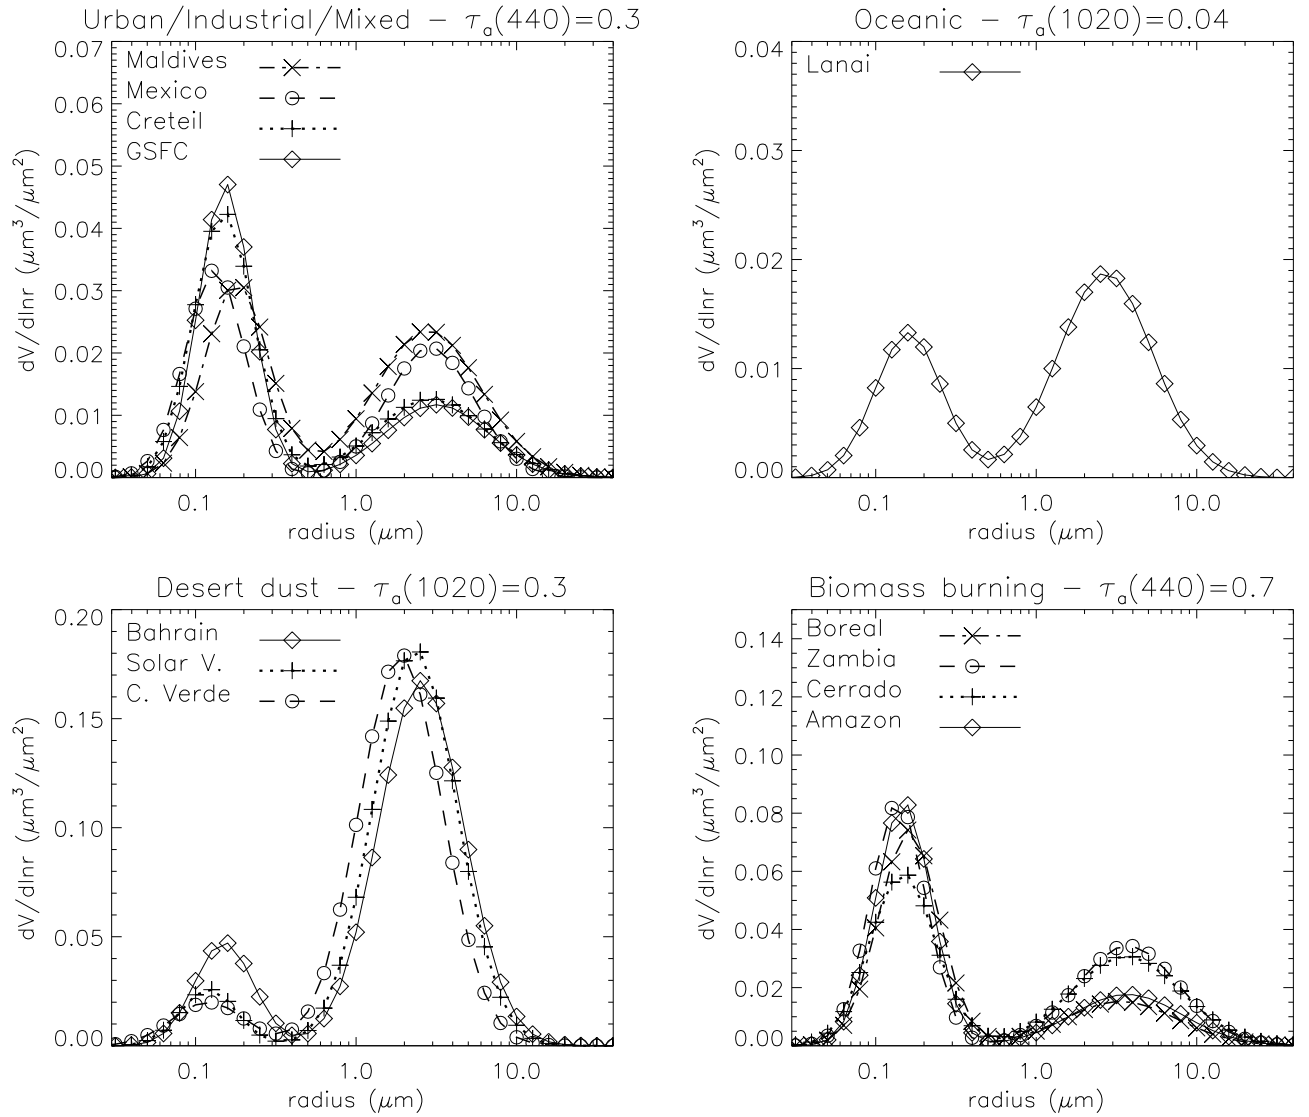 Urban/Industrial/Mixed − τa(440)=0.3
0.07
0.06
0.05
0.04
0.03
0.02
0.01
0.00
dV/dlnr (μm³/μm²)
Maldives
Mexico
Creteil
GSFC
0.1 1.0 10.0
radius (μm)
Oceanic − τa(1020)=0.04
0.04
0.03
0.02
0.01
0.00
dV/dlnr (μm³/μm²)
Lanai
0.1 1.0 10.0
radius (μm)
Desert dust − τa(1020)=0.3
0.20
0.15
0.10
0.05
0.00
dV/dlnr (μm³/μm²)
Bahrain
Solar V.
C. Verde
0.1 1.0 10.0
radius (μm)
Biomass burning − τa(440)=0.7
0.14
0.12
0.10
0.08
0.06
0.04
0.02
0.00
dV/dlnr (μm³/μm²)
Boreal
Zambia
Cerrado
Amazon
0.1 1.0 10.0
radius (μm)